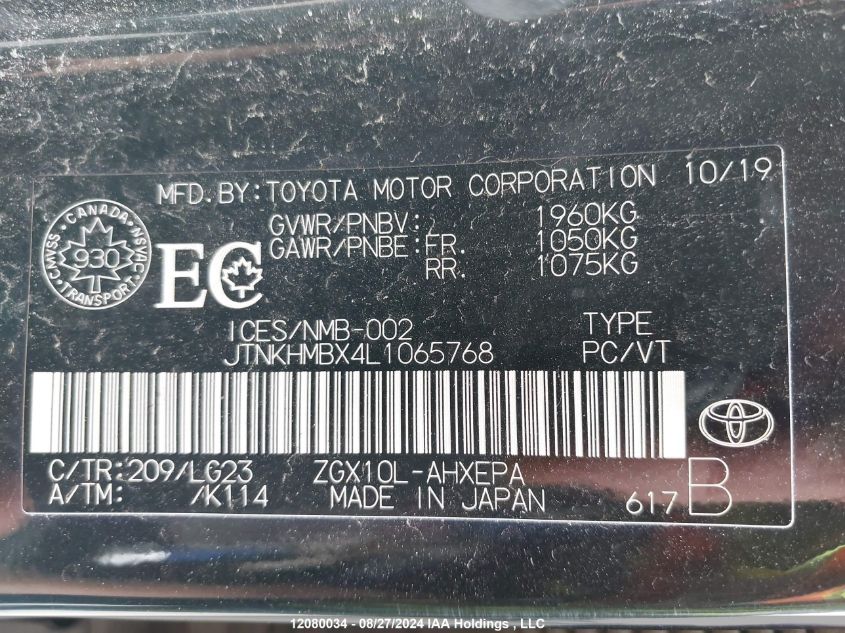 MFD.BY:TOYOTA MOTOR CORPORATION 10/19
CMVSS · CANADA · NSVAC
930
TRANSPORT
EC
GVWR/PNBV: 1960KG
GAWR/PNBE:FR. 1050KG
RR. 1075KG
ICES/NMB-002 TYPE
JTNKHMBX4L1065768 PC/VT
C/TR:209/LG23 ZGX10L-AHXEPA
A/TM: /K114 MADE IN JAPAN 617 B
12080034 - 08/27/2024 IAA Holdings , LLC